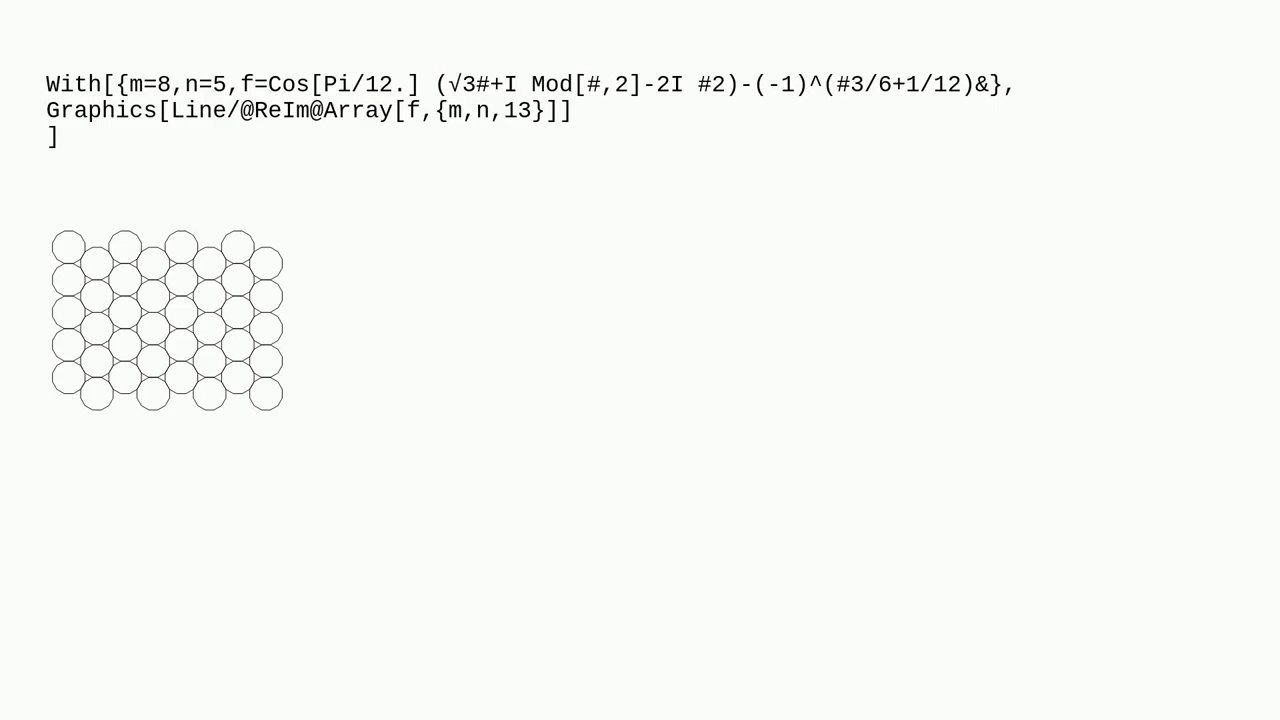 With[{m=8,n=5,f=Cos[Pi/12.] (√3#+I Mod[#,2]-2I #2)-(-1)^(#3/6+1/12)&},
Graphics[Line/@ReIm@Array[f,{m,n,13}]]
]